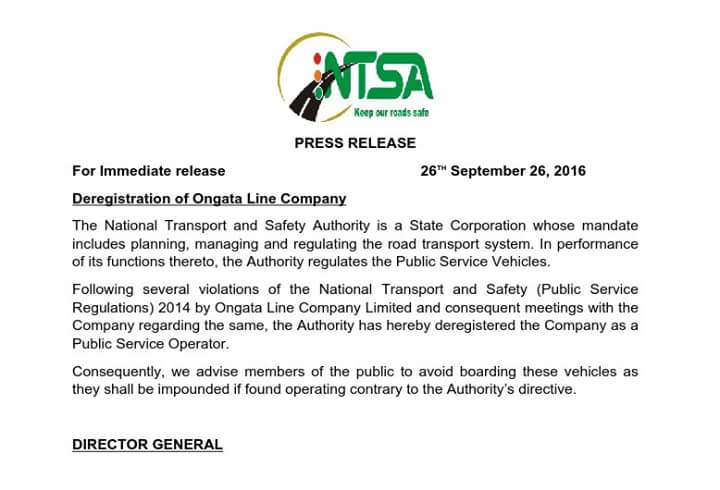 NTSA
Keep our roads safe
PRESS RELEASE
For Immediate release 26TH September 26, 2016
Deregistration of Ongata Line Company
The National Transport and Safety Authority is a State Corporation whose mandate
includes planning, managing and regulating the road transport system. In performance
of its functions thereto, the Authority regulates the Public Service Vehicles.
Following several violations of the National Transport and Safety (Public Service
Regulations) 2014 by Ongata Line Company Limited and consequent meetings with the
Company regarding the same, the Authority has hereby deregistered the Company as a
Public Service Operator.
Consequently, we advise members of the public to avoid boarding these vehicles as
they shall be impounded if found operating contrary to the Authority's directive.
DIRECTOR GENERAL